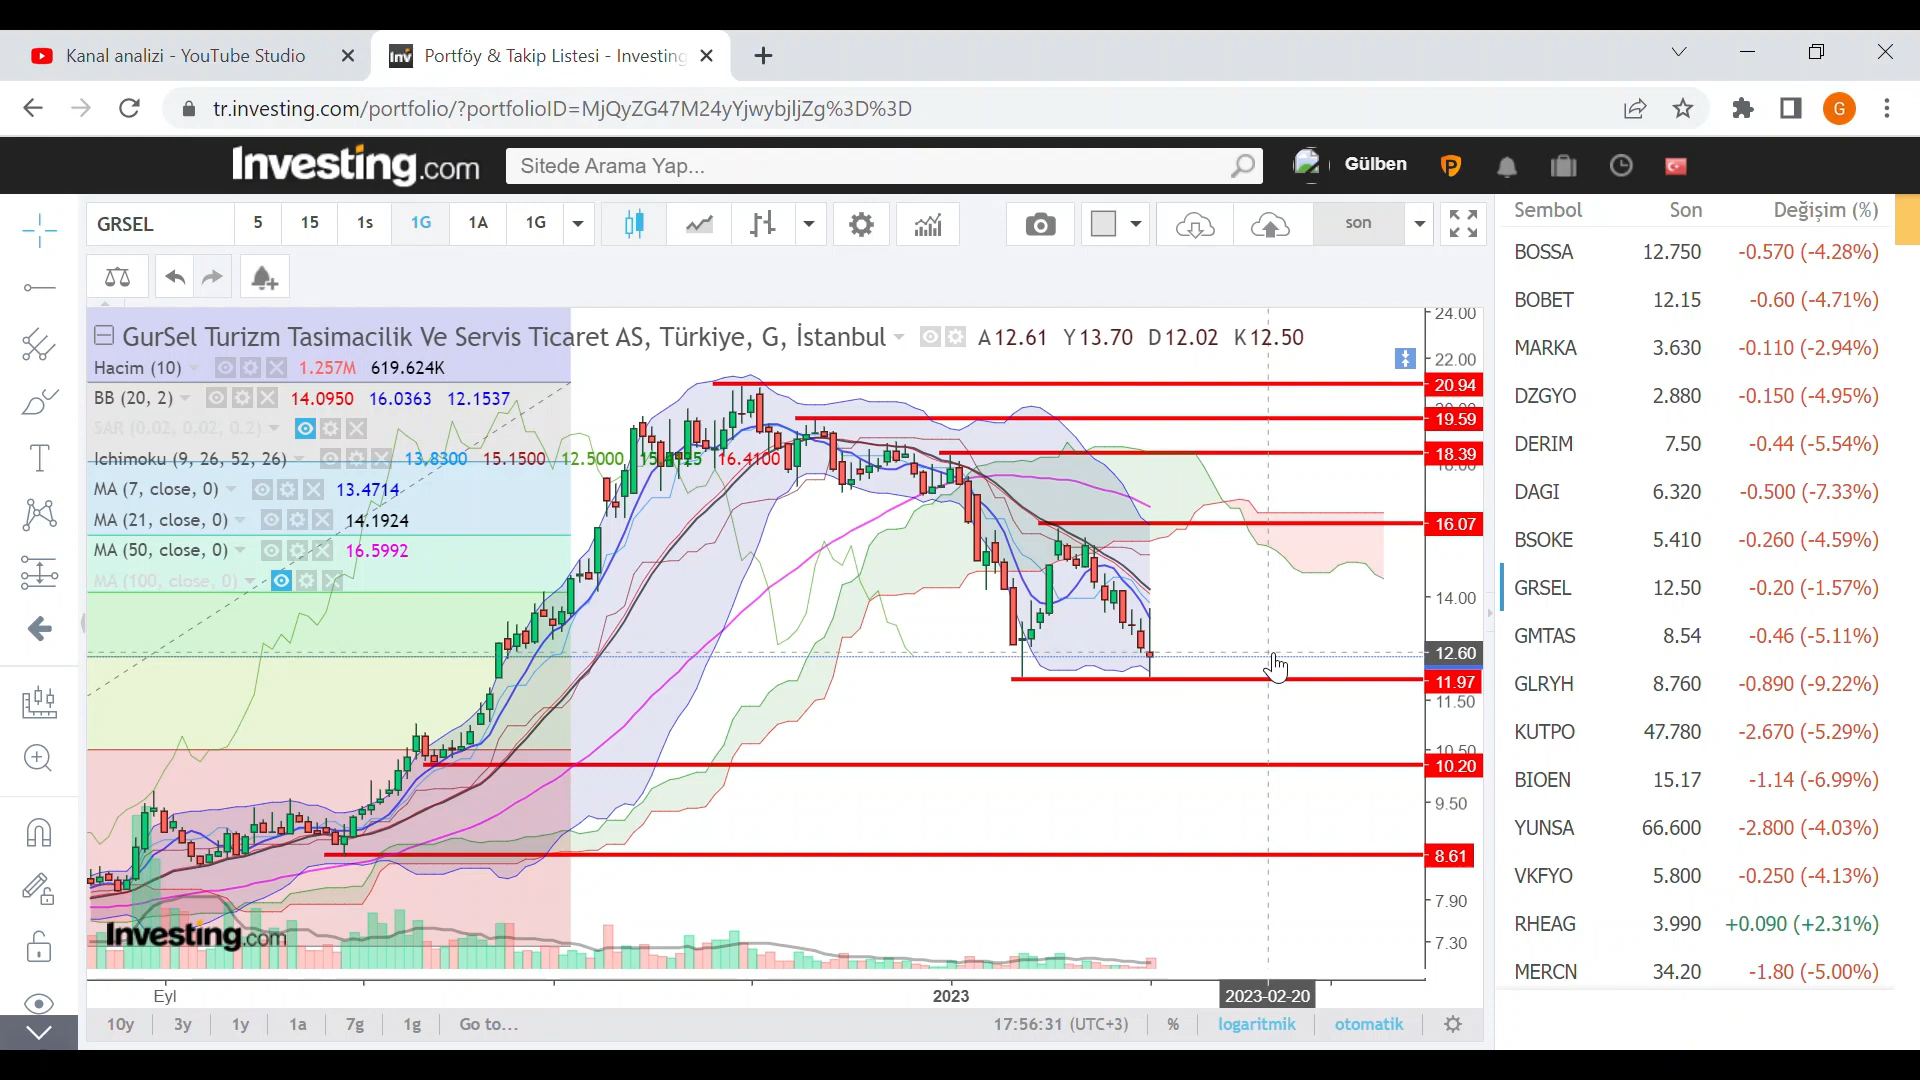 Kanal analizi - YouTube Studio
Portföy & Takip Listesi - Investing
tr.investing.com/portfolio/?portfolioID=MjQyZG47M24yYjwybjljZg%3D%3D
G
Investing.com
Sitede Arama Yap...
Gülben
GRSEL 5 15 1s 1G 1A 1G son
GurSel Turizm Tasimacilik Ve Servis Ticaret AS, Türkiye, G, İstanbul A12.61 Y13.70 D12.02 K12.50
Hacim (10) 1.257M 619.624K
BB (20, 2) 14.0950 16.0363 12.1537
SAR (0.02, 0.02, 0.2)
Ichimoku (9, 26, 52, 26) 13.8300 15.1500 12.5000 16.4100
MA (7, close, 0) 13.4714
MA (21, close, 0) 14.1924
MA (50, close, 0) 16.5992
MA (100, close, 0)
24.00
22.00
20.94
19.59
18.39
18.00
16.07
14.00
12.60
11.97
11.50
10.50
10.20
9.50
8.61
7.90
7.30
Investing.com
Eyl 2023 2023-02-20
10y 3y 1y 1a 7g 1g Go to... 17:56:31 (UTC+3) % logaritmik otomatik
Sembol Son Değişim (%)
BOSSA 12.750 -0.570 (-4.28%)
BOBET 12.15 -0.60 (-4.71%)
MARKA 3.630 -0.110 (-2.94%)
DZGYO 2.880 -0.150 (-4.95%)
DERIM 7.50 -0.44 (-5.54%)
DAGI 6.320 -0.500 (-7.33%)
BSOKE 5.410 -0.260 (-4.59%)
GRSEL 12.50 -0.20 (-1.57%)
GMTAS 8.54 -0.46 (-5.11%)
GLRYH 8.760 -0.890 (-9.22%)
KUTPO 47.780 -2.670 (-5.29%)
BIOEN 15.17 -1.14 (-6.99%)
YUNSA 66.600 -2.800 (-4.03%)
VKFYO 5.800 -0.250 (-4.13%)
RHEAG 3.990 +0.090 (+2.31%)
MERCN 34.20 -1.80 (-5.00%)